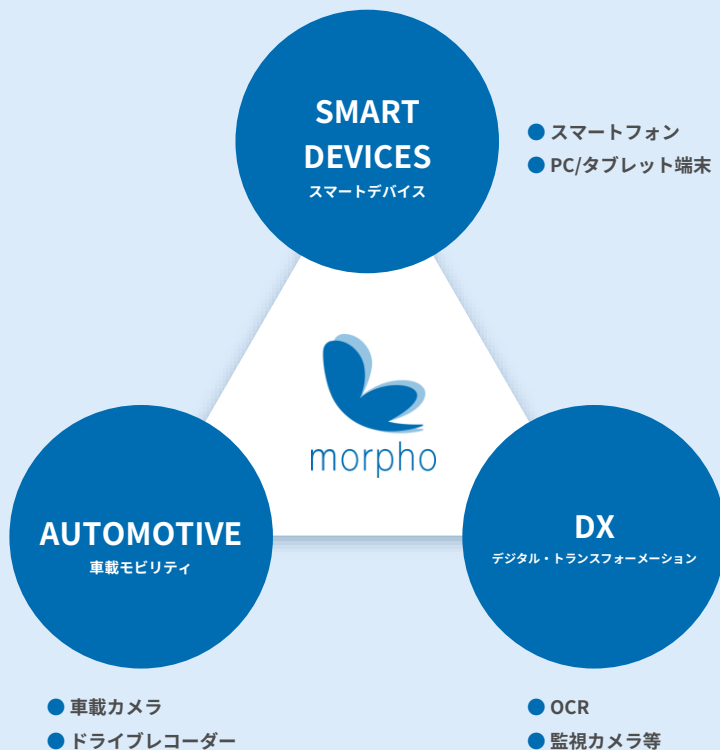 SMART
DEVICES
スマートデバイス
スマートフォン
PC/タブレット端末
morpho
AUTOMOTIVE
車載モビリティ
車載カメラ
ドライブレコーダー
DX
デジタル・トランスフォーメーション
OCR
監視カメラ等